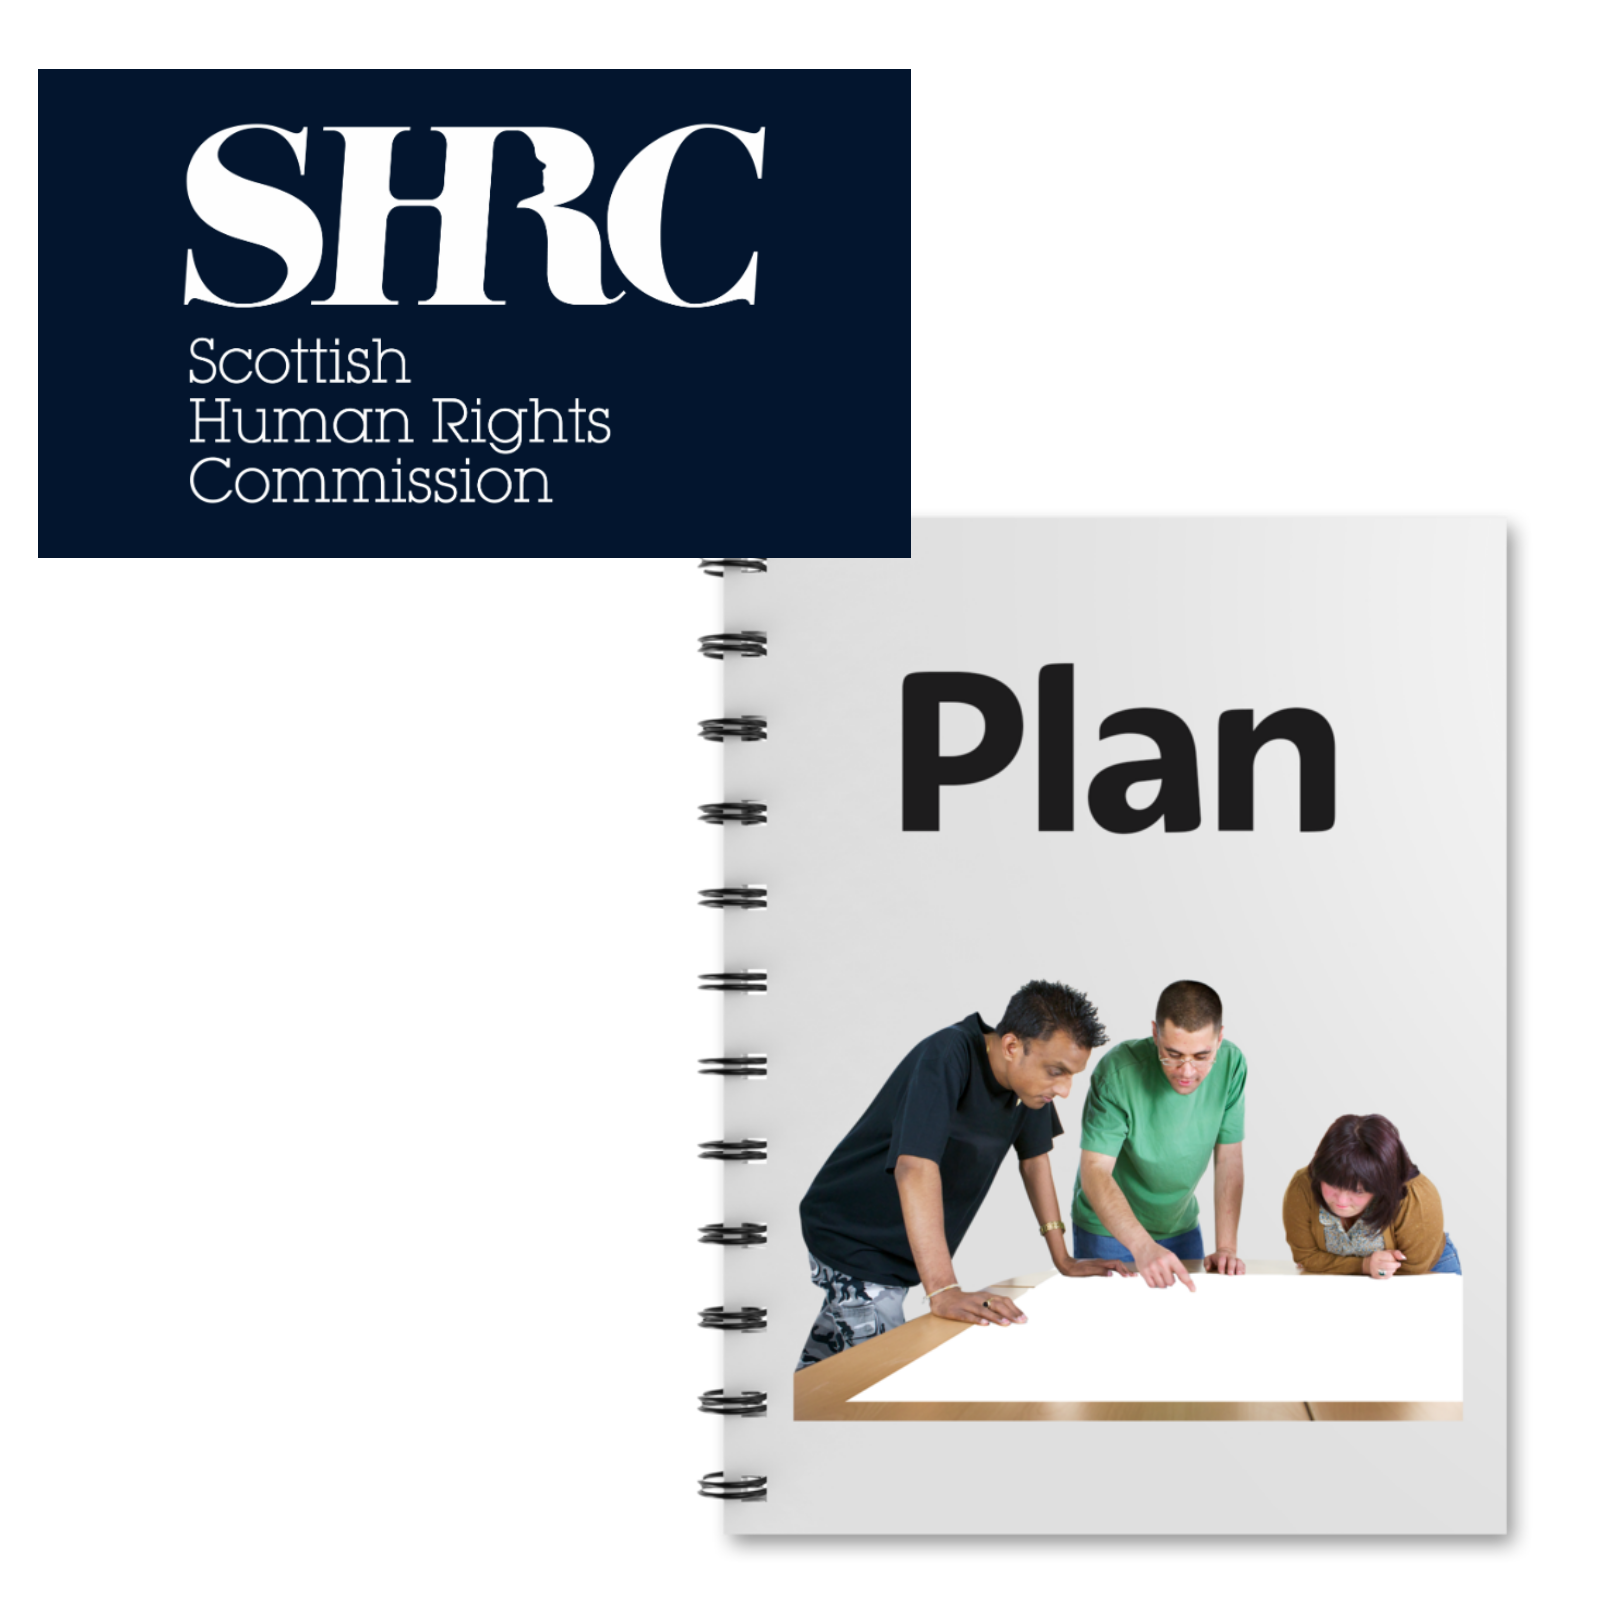 SHRC
Scottish
Human Rights
Commission
Plan